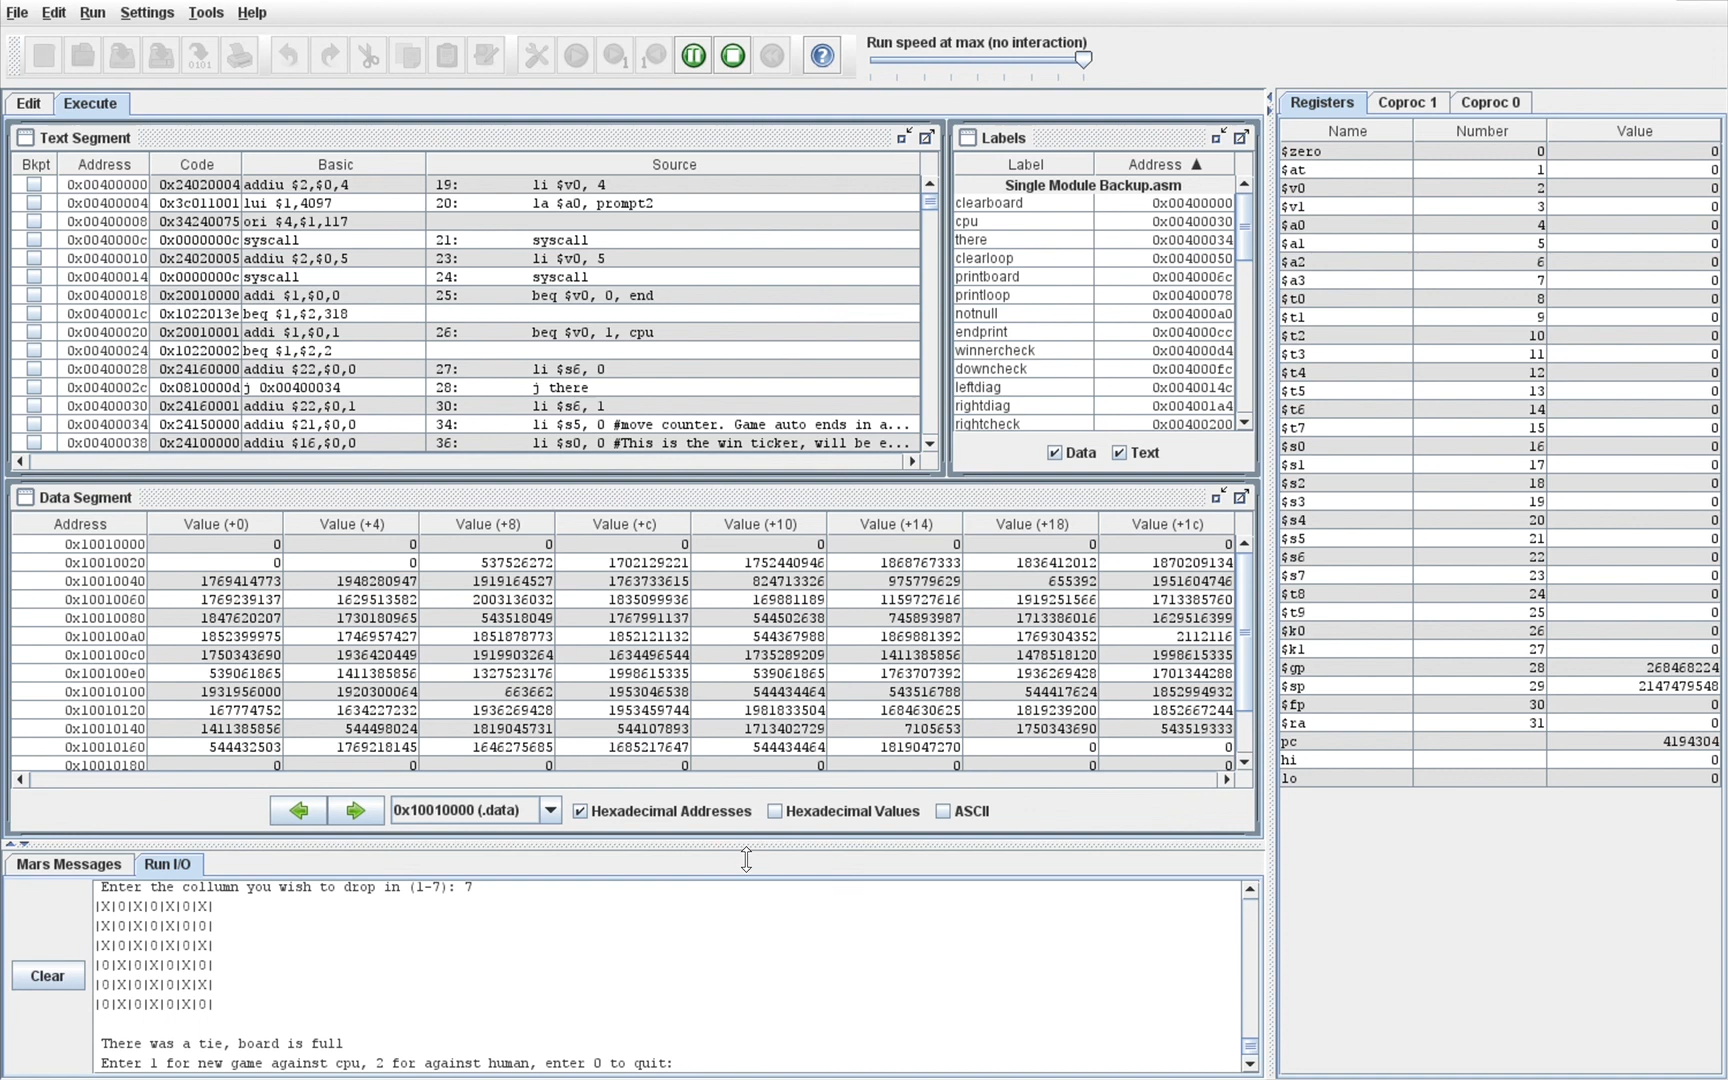 File Edit Run Settings Tools Help
Run speed at max (no interaction)
Edit Execute
Text Segment
Bkpt Address Code Basic Source
0x00400000 0x24020004 addiu $2,$0,4 19: li $v0, 4
0x00400004 0x3c011001 lui $1,4097 20: la $a0, prompt2
0x00400008 0x34240075 ori $4,$1,117
0x0040000c 0x0000000c syscall 21: syscall
0x00400010 0x24020005 addiu $2,$0,5 23: li $v0, 5
0x00400014 0x0000000c syscall 24: syscall
0x00400018 0x20010000 addi $1,$0,0 25: beq $v0, 0, end
0x0040001c 0x1022013e beq $1,$2,318
0x00400020 0x20010001 addi $1,$0,1 26: beq $v0, 1, cpu
0x00400024 0x10220002 beq $1,$2,2
0x00400028 0x24160000 addiu $22,$0,0 27: li $s6, 0
0x0040002c 0x0810000d j 0x00400034 28: j there
0x00400030 0x24160001 addiu $22,$0,1 30: li $s6, 1
0x00400034 0x24150000 addiu $21,$0,0 34: li $s5, 0 #move counter. Game auto ends in a...
0x00400038 0x24100000 addiu $16,$0,0 36: li $s0, 0 #This is the win ticker, will be e...
Labels
Label Address ▲
Single Module Backup.asm
clearboard 0x00400000
cpu 0x00400030
there 0x00400034
clearloop 0x00400050
printboard 0x0040006c
printloop 0x00400078
notnull 0x004000a0
endprint 0x004000cc
winnercheck 0x004000d4
downcheck 0x004000fc
leftdiag 0x0040014c
rightdiag 0x004001a4
rightcheck 0x00400200
Data Text
Data Segment
Address Value (+0) Value (+4) Value (+8) Value (+c) Value (+10) Value (+14) Value (+18) Value (+1c)
0x10010000 0 0 0 0 0 0 0 0
0x10010020 0 0 537526272 1702129221 1752440946 1868767333 1836412012 1870209134
0x10010040 1769414773 1948280947 1919164527 1763733615 824713326 975779629 655392 1951604746
0x10010060 1769239137 1629513582 2003136032 1835099936 169881189 1159727616 1919251566 1713385760
0x10010080 1847620207 1730180965 543518049 1767991137 544502638 745893987 1713386016 1629516399
0x100100a0 1852399975 1746957427 1851878773 1852121132 544367988 1869881392 1769304352 2112116
0x100100c0 1750343690 1936420449 1919903264 1634496544 1735289209 1411385856 1478518120 1998615335
0x100100e0 539061865 1411385856 1327523176 1998615335 539061865 1763707392 1936269428 1701344288
0x10010100 1931956000 1920300064 663662 1953046538 544434464 543516788 544417624 1852994932
0x10010120 167774752 1634227232 1936269428 1953459744 1981833504 1684630625 1819239200 1852667244
0x10010140 1411385856 544498024 1819045731 544107893 1713402729 7105653 1750343690 543519333
0x10010160 544432503 1769218145 1646275685 1685217647 544434464 1819047270 0 0
0x10010180 0 0 0 0 0 0 0 0
0x10010000 (.data) Hexadecimal Addresses Hexadecimal Values ASCII
Mars Messages Run I/O
Clear
Enter the collumn you wish to drop in (1-7): 7
|X|O|X|O|X|O|X|
|X|O|X|O|X|O|O|
|X|O|X|O|X|O|X|
|O|X|O|X|O|X|O|
|O|X|O|X|O|X|X|
|O|X|O|X|O|X|O|
There was a tie, board is full
Enter 1 for new game against cpu, 2 for against human, enter 0 to quit:
Registers Coproc 1 Coproc 0
Name Number Value
$zero 0 0
$at 1 0
$v0 2 0
$v1 3 0
$a0 4 0
$a1 5 0
$a2 6 0
$a3 7 0
$t0 8 0
$t1 9 0
$t2 10 0
$t3 11 0
$t4 12 0
$t5 13 0
$t6 14 0
$t7 15 0
$s0 16 0
$s1 17 0
$s2 18 0
$s3 19 0
$s4 20 0
$s5 21 0
$s6 22 0
$s7 23 0
$t8 24 0
$t9 25 0
$k0 26 0
$k1 27 0
$gp 28 268468224
$sp 29 2147479548
$fp 30 0
$ra 31 0
pc 4194304
hi 0
lo 0